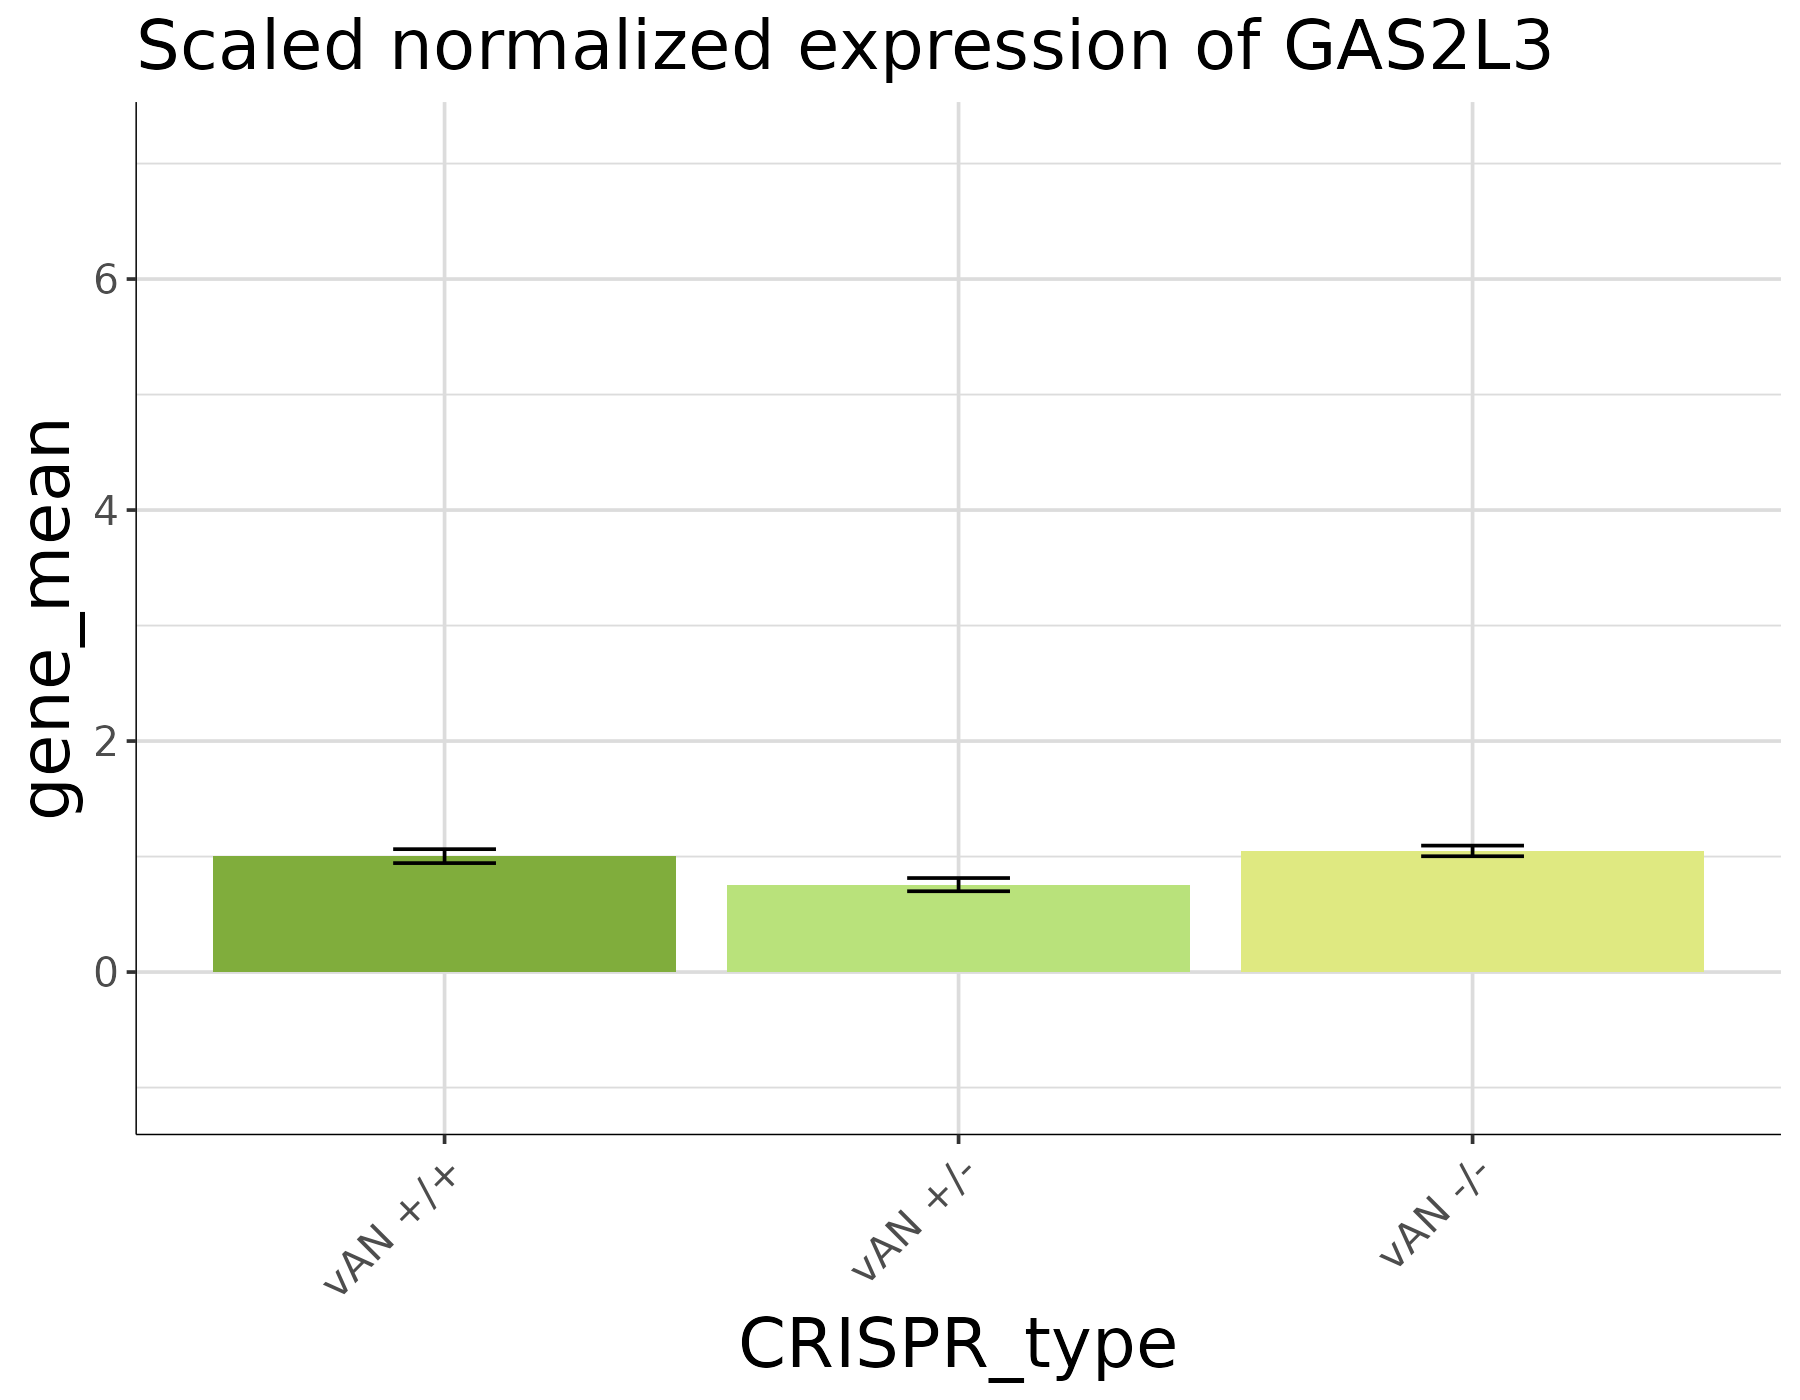 Scaled normalized expression of GAS2L3
gene_mean
6
4
2
0
vAN +/+
vAN +/-
vAN -/-
CRISPR_type